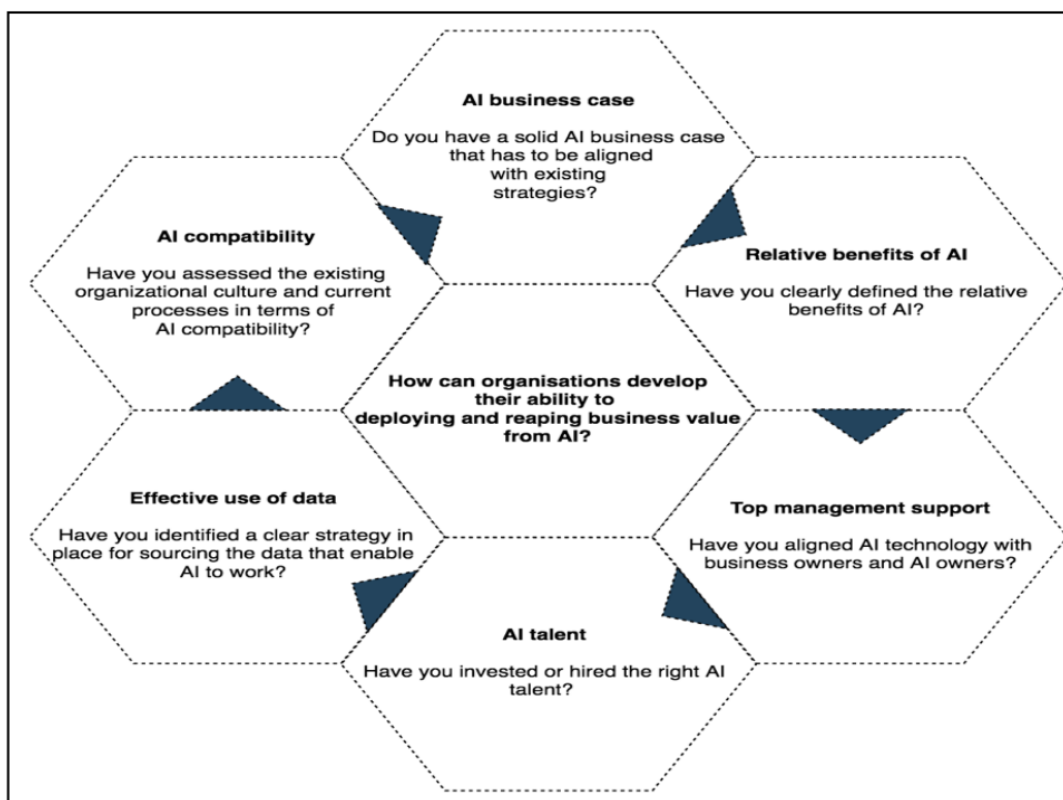 AI business case
Do you have a solid AI business case
that has to be aligned
with existing
strategies?
AI compatibility
Have you assessed the existing
organizational culture and current
processes in terms of
AI compatibility?
Relative benefits of AI
Have you clearly defined the relative
benefits of AI?
How can organisations develop
their ability to
deploying and reaping business value
from AI?
Effective use of data
Have you identified a clear strategy in
place for sourcing the data that enable
AI to work?
Top management support
Have you aligned AI technology with
business owners and AI owners?
AI talent
Have you invested or hired the right AI
talent?